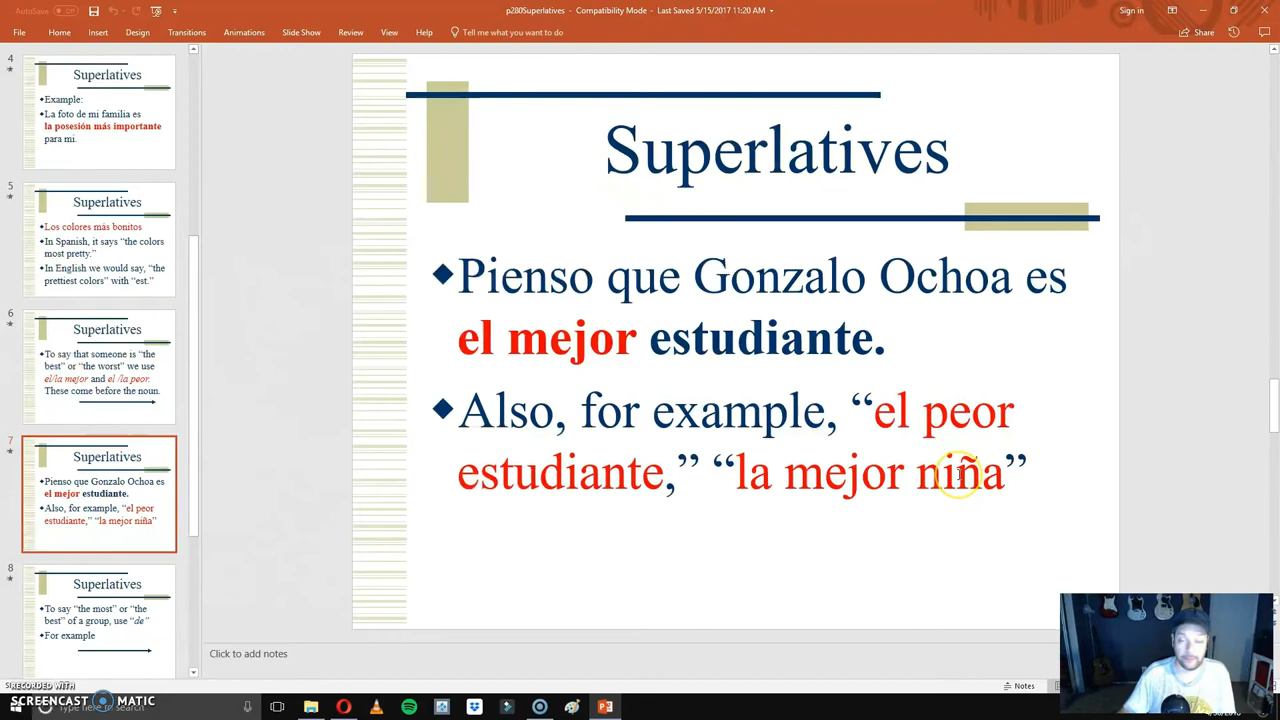 AutoSave
Off
p280Superlatives - Compatibility Mode - Last Saved 5/15/2017 11:20 AM
Sign in
File Home Insert Design Transitions Animations Slide Show Review View Help Tell me what you want to do
Share
4
Superlatives
Example:
La foto de mi familia es
la posesión más importante
para mi.
5
Superlatives
Los colores más bonitos
In Spanish, it says “the colors
most pretty.”
In English we would say, “the
prettiest colors” with “est.”
6
Superlatives
To say that someone is “the
best” or “the worst” we use
el/la mejor and el /la peor.
These come before the noun.
7
Superlatives
Pienso que Gonzalo Ochoa es
el mejor estudiante.
Also, for example, “el peor
estudiante,” “la mejor niña”
8
Superlatives
To say “the most” or “the
best” of a group, use “de”
For example
Superlatives
Pienso que Gonzalo Ochoa es
el mejor estudiante.
Also, for example, “el peor
estudiante,” “la mejor niña”
Click to add notes
Notes
RECORDED WITH
SCREENCAST MATIC